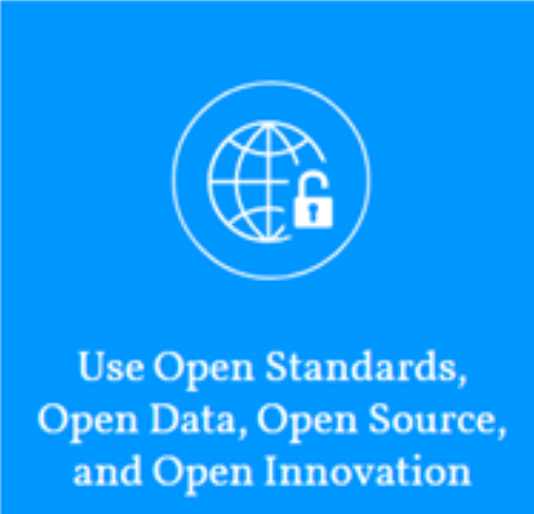 Use Open Standards,
Open Data, Open Source,
and Open Innovation